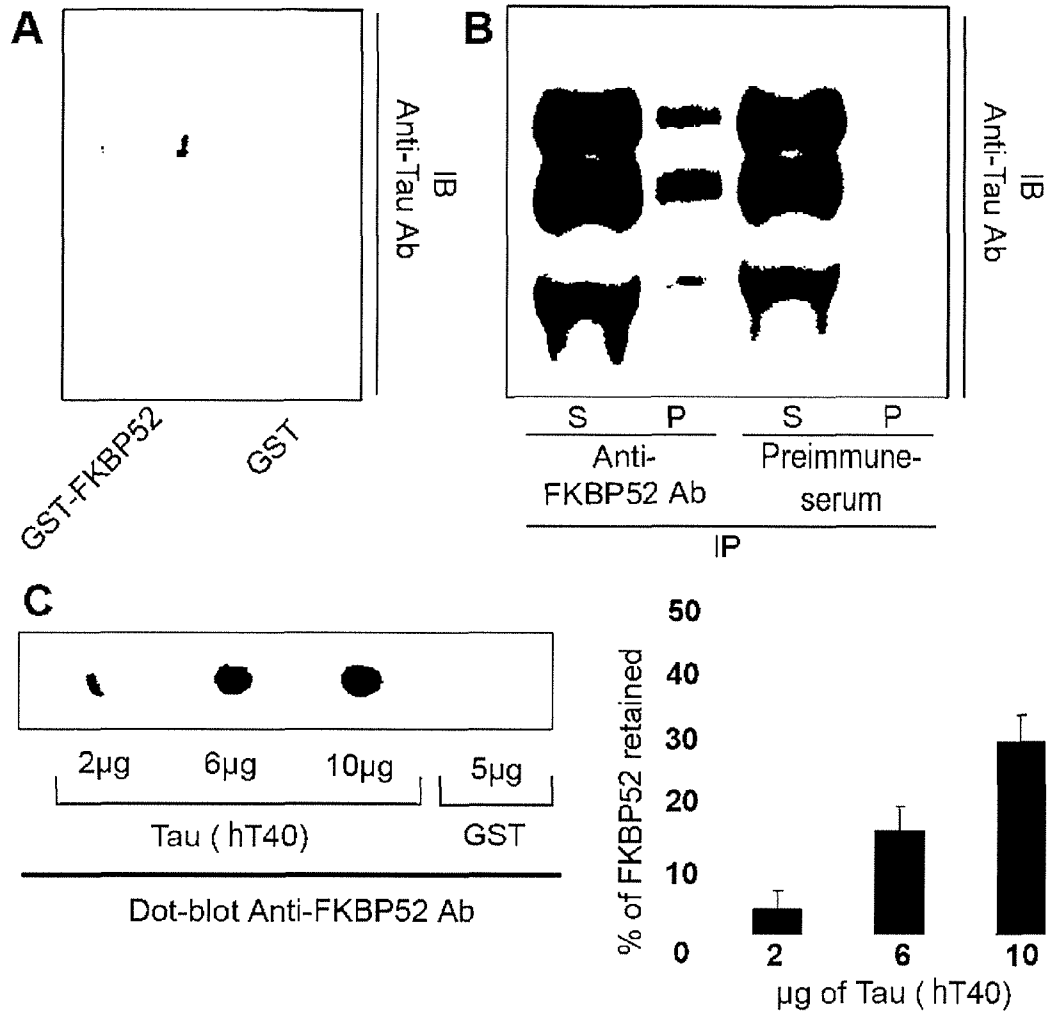 A
IB
Anti-Tau Ab
GST-FKBP52
GST
B
IB
Anti-Tau Ab
S P S P
Anti-
FKBP52 Ab
Preimmune-
serum
IP
C
2µg 6µg 10µg 5µg
Tau ( hT40) GST
Dot-blot Anti-FKBP52 Ab
% of FKBP52 retained
50
40
30
20
10
0
2 6 10
µg of Tau ( hT40)